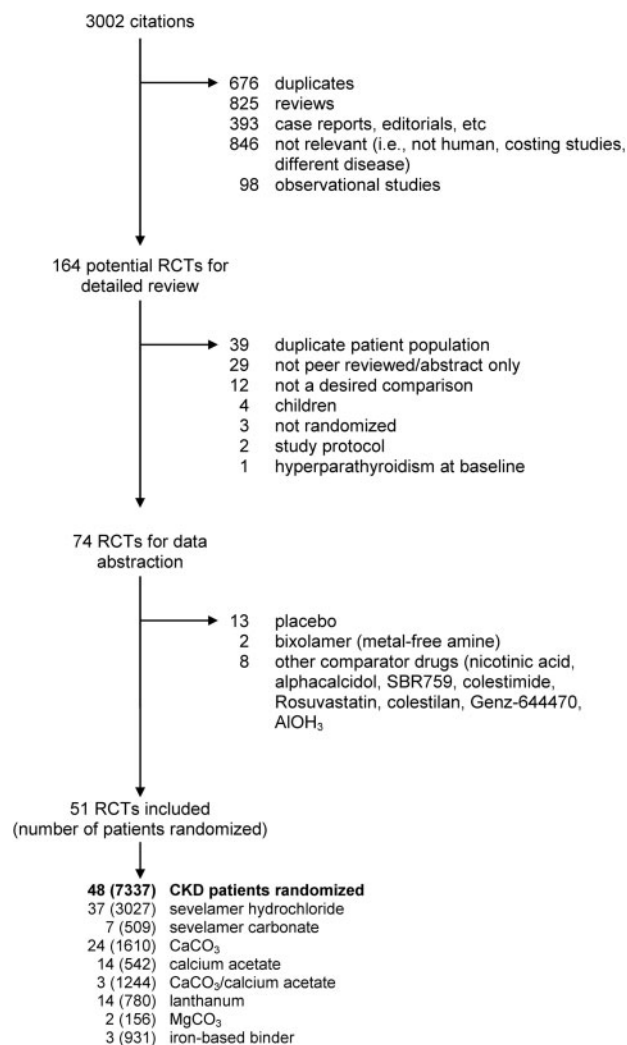 3002 citations
676 duplicates
825 reviews
393 case reports, editorials, etc
846 not relevant (i.e., not human, costing studies,
different disease)
98 observational studies
164 potential RCTs for
detailed review
39 duplicate patient population
29 not peer reviewed/abstract only
12 not a desired comparison
4 children
3 not randomized
2 study protocol
1 hyperparathyroidism at baseline
74 RCTs for data
abstraction
13 placebo
2 bixolamer (metal-free amine)
8 other comparator drugs (nicotinic acid,
alphacalcidol, SBR759, colestimide,
Rosuvastatin, colestilan, Genz-644470,
AlOH₃
51 RCTs included
(number of patients randomized)
48 (7337) CKD patients randomized
37 (3027) sevelamer hydrochloride
7 (509) sevelamer carbonate
24 (1610) CaCO₃
14 (542) calcium acetate
3 (1244) CaCO₃/calcium acetate
14 (780) lanthanum
2 (156) MgCO₃
3 (931) iron-based binder